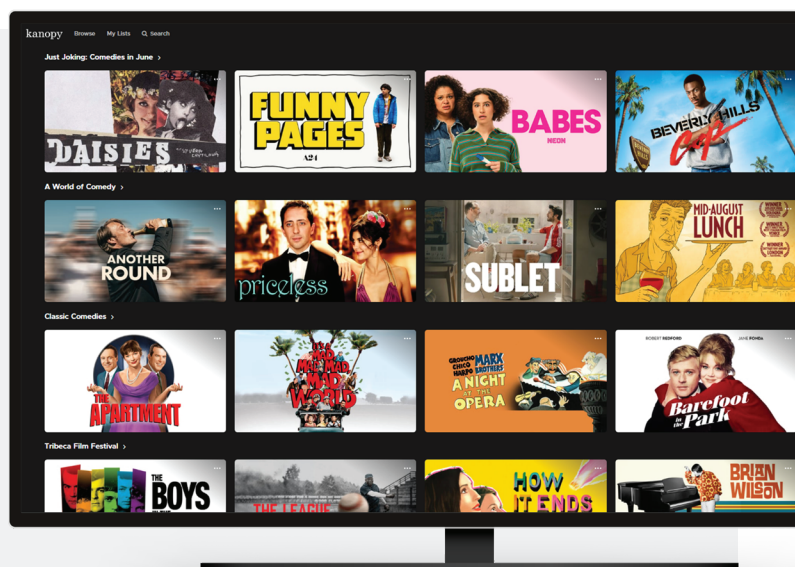 kanopy Browse My Lists Search
Just Joking: Comedies in June >
DAISIES
FUNNY
PAGES
A24
BABES
NEON
BEVERLY HILLS
Cop
A World of Comedy >
ANOTHER
ROUND
priceless
SUBLET
MID-AUGUST
LUNCH
WINNER
WINNER
WINNER
Classic Comedies >
THE
APARTMENT
IT'S A
MAD
MAD MAD
MAD
WORLD
GROUCHO
CHICO
HARPO
MARX
BROTHERS
A NIGHT
AT THE
OPERA
ROBERT REDFORD
JANE FONDA
Barefoot
in the
Park
Tribeca Film Festival >
THE
BOYS
THE LEAGUE
HOW
IT ENDS
BRIAN
WILSON